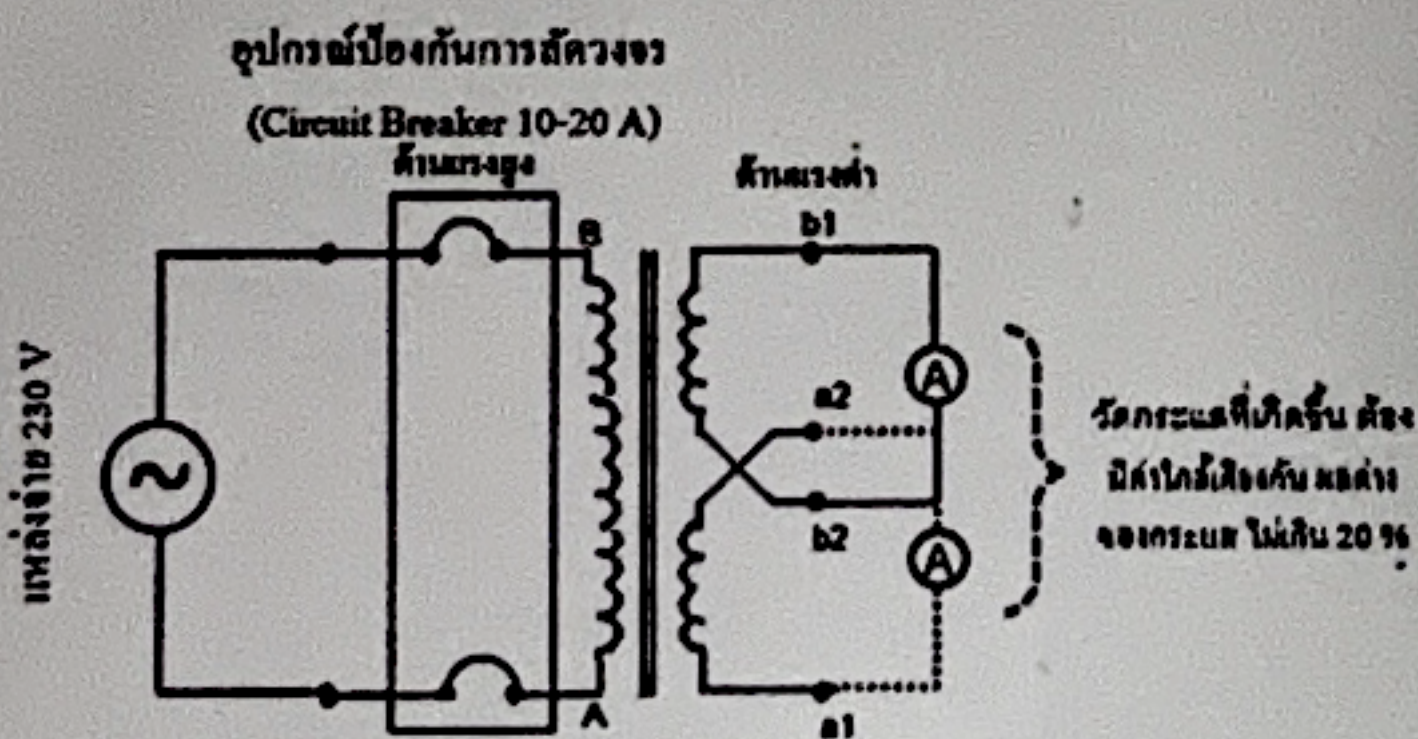 อุปกรณ์ป้องกันการลัดวงจร
(Circuit Breaker 10-20 A)
ด้านแรงสูง
ด้านแรงต่ำ
B
b1
A
a2
แหล่งจ่าย 230 V
วัดกระแสที่เกิดขึ้น ต้อง
มีค่าใกล้เคียงกับ ผลต่าง
ของกระแส ไม่เกิน 20 %
b2
A
A
a1